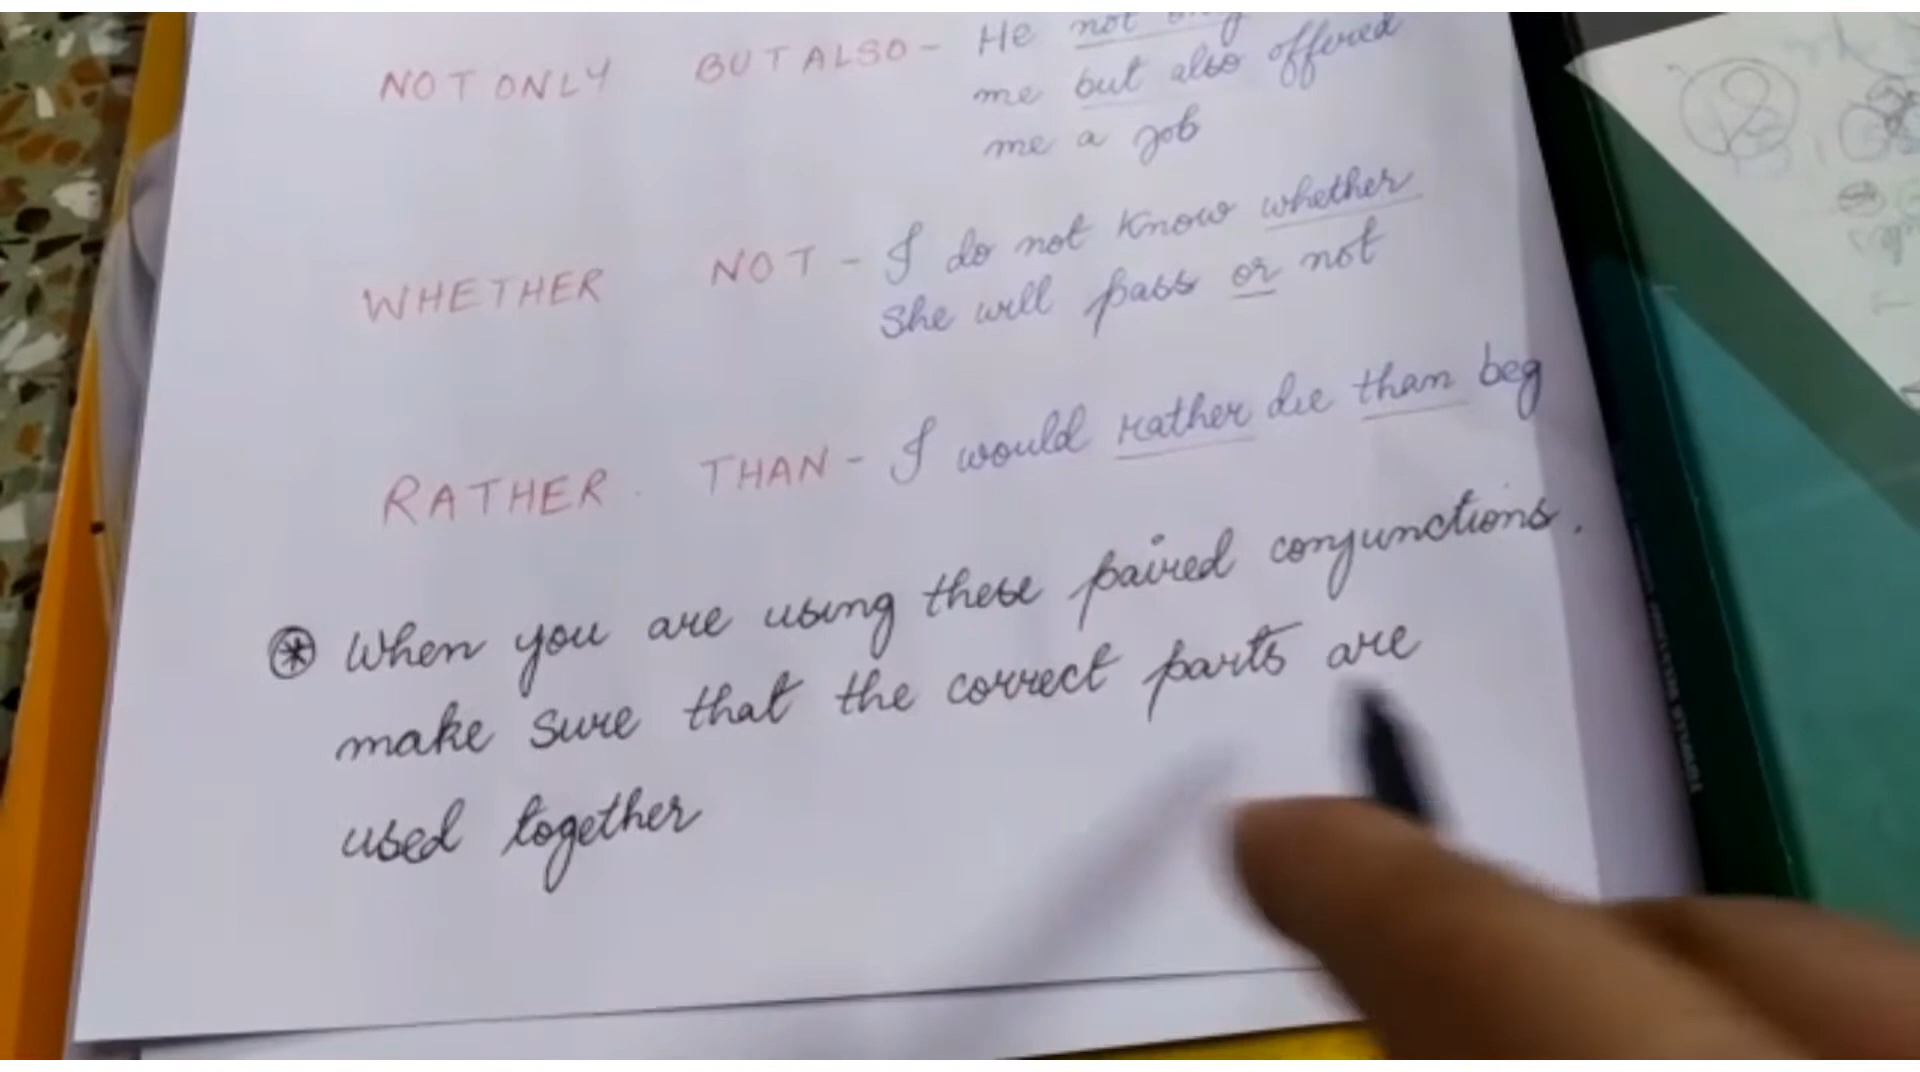 NOT ONLY BUT ALSO - He not only
me but also offered
me a job
WHETHER NOT - I do not know whether
she will pass or not
RATHER THAN - I would rather die than beg
When you are using these paired conjunctions.
make sure that the correct parts are
used together